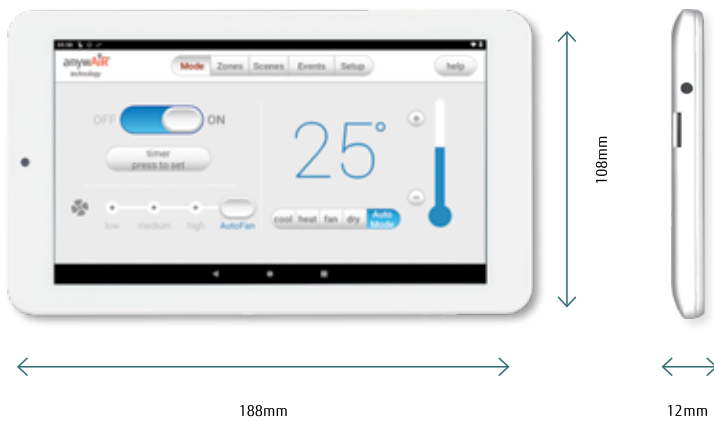 anywAiR
technology
Mode Zones Scenes Events Setup
help
OFF ON
timer
press to set
25°
cool heat fan dry Auto
Mode
low medium high AutoFan
108mm
188mm
12mm